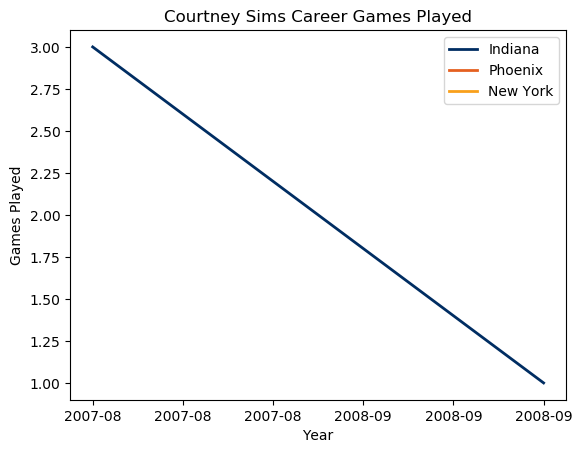 Courtney Sims Career Games Played
Indiana
Phoenix
New York
3.00
2.75
2.50
2.25
2.00
1.75
1.50
1.25
1.00
Games Played
2007-08 2007-08 2007-08 2008-09 2008-09 2008-09
Year